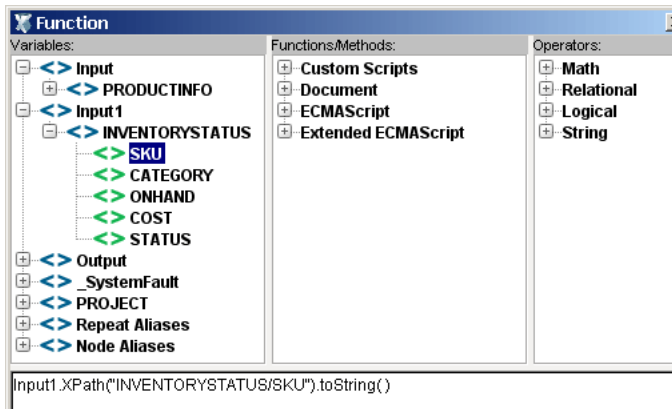 Function
Variables:
Input
PRODUCTINFO
Input1
INVENTORYSTATUS
SKU
CATEGORY
ONHAND
COST
STATUS
Output
_SystemFault
PROJECT
Repeat Aliases
Node Aliases
Functions/Methods:
Custom Scripts
Document
ECMAScript
Extended ECMAScript
Operators:
Math
Relational
Logical
String
Input1.XPath("INVENTORYSTATUS/SKU").toString()